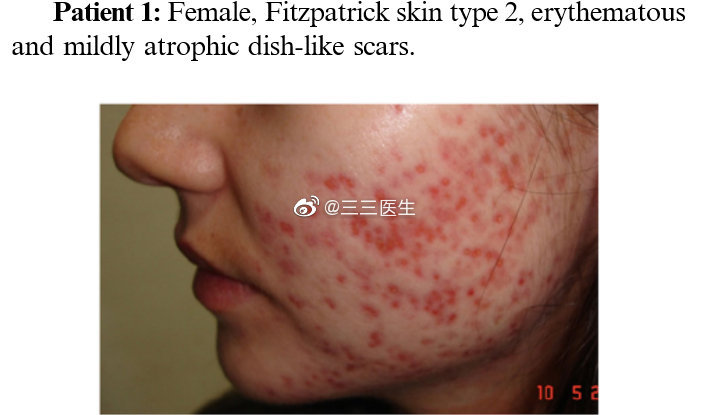 Patient 1: Female, Fitzpatrick skin type 2, erythematous
and mildly atrophic dish-like scars.
@三三医生
10 5 2